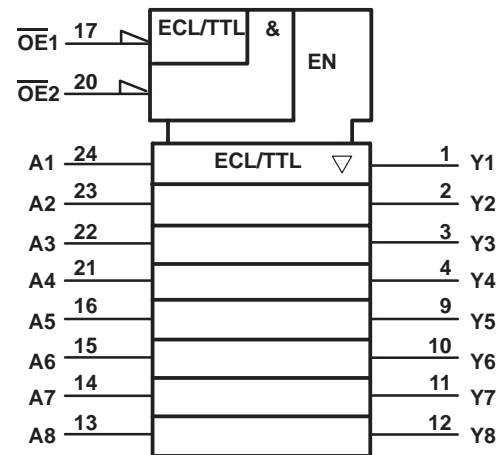 17 ECL/TTL &
OE1
EN
20
OE2
24 ECL/TTL ▽ 1
A1 Y1
23 2
A2 Y2
22 3
A3 Y3
21 4
A4 Y4
16 9
A5 Y5
15 10
A6 Y6
14 11
A7 Y7
13 12
A8 Y8